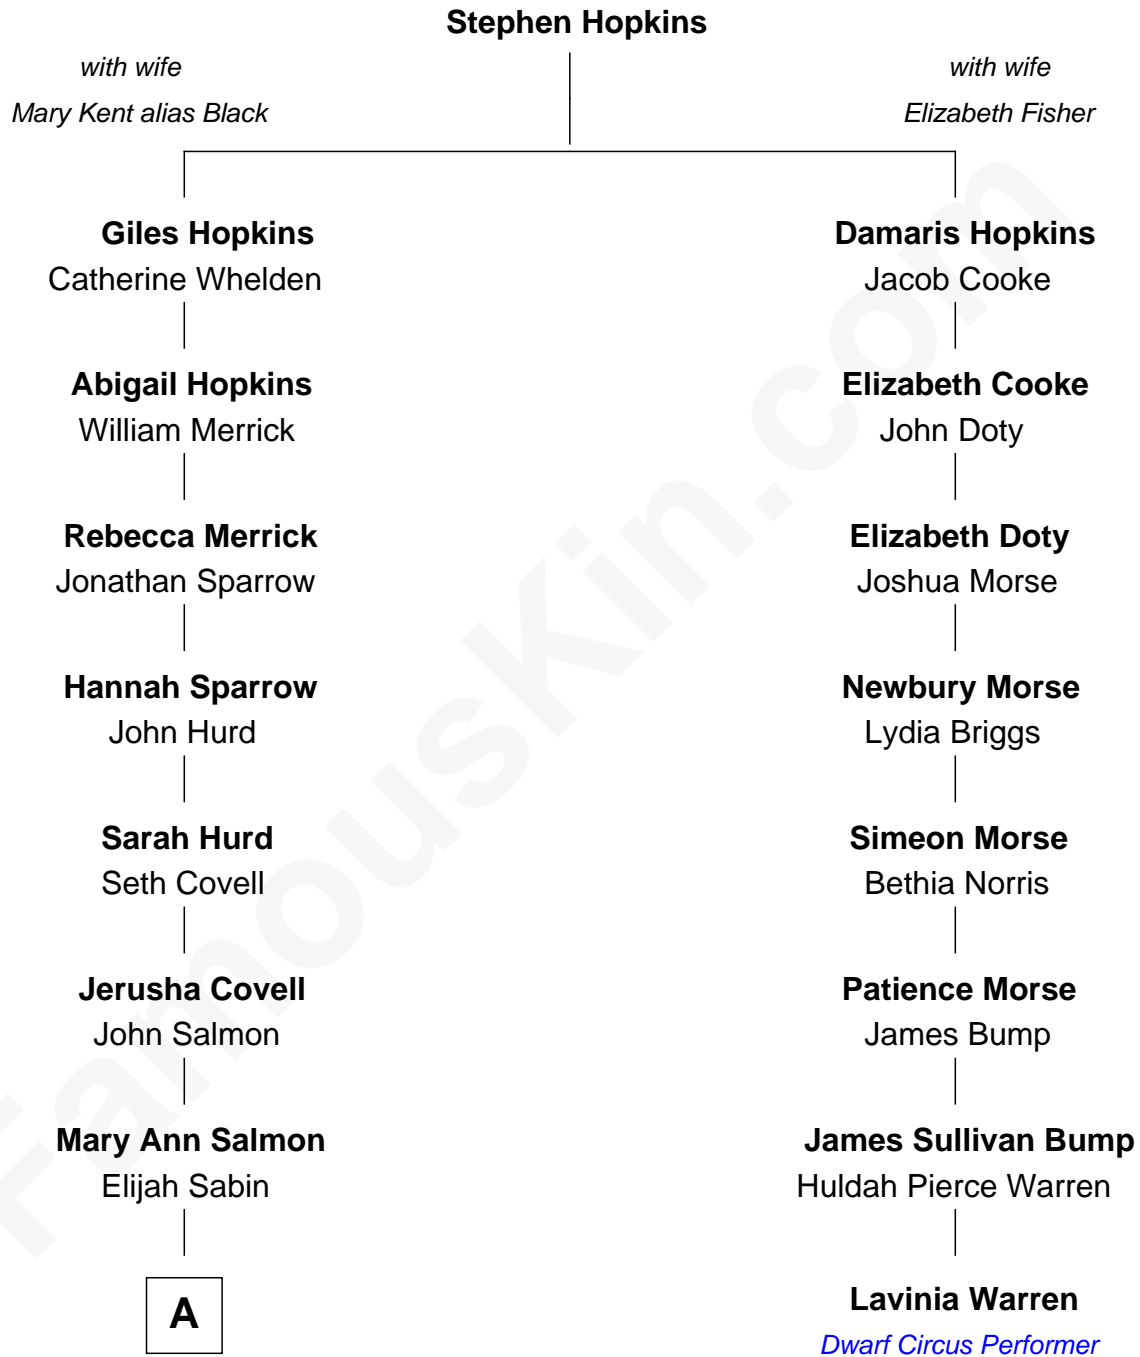 Stephen Hopkins
with wife
Mary Kent alias Black
with wife
Elizabeth Fisher
Giles Hopkins
Catherine Whelden
Damaris Hopkins
Jacob Cooke
Abigail Hopkins
William Merrick
Elizabeth Cooke
John Doty
Rebecca Merrick
Jonathan Sparrow
Elizabeth Doty
Joshua Morse
Hannah Sparrow
John Hurd
Newbury Morse
Lydia Briggs
Sarah Hurd
Seth Covell
Simeon Morse
Bethia Norris
Jerusha Covell
John Salmon
Patience Morse
James Bump
Mary Ann Salmon
Elijah Sabin
James Sullivan Bump
Huldah Pierce Warren
A
Lavinia Warren
Dwarf Circus Performer
FamousKin.com